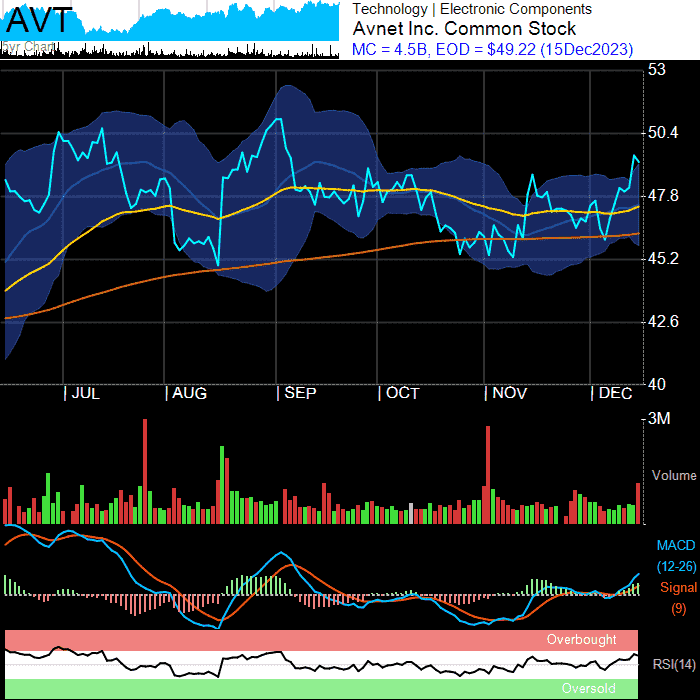 AVT
5yr Chart
Technology | Electronic Components
Avnet Inc. Common Stock
MC = 4.5B, EOD = $49.22 (15Dec2023)
53
50.4
47.8
45.2
42.6
40
| JUL | AUG | SEP | OCT | NOV | DEC
3M
Volume
MACD
(12-26)
Signal
(9)
Overbought
RSI(14)
Oversold